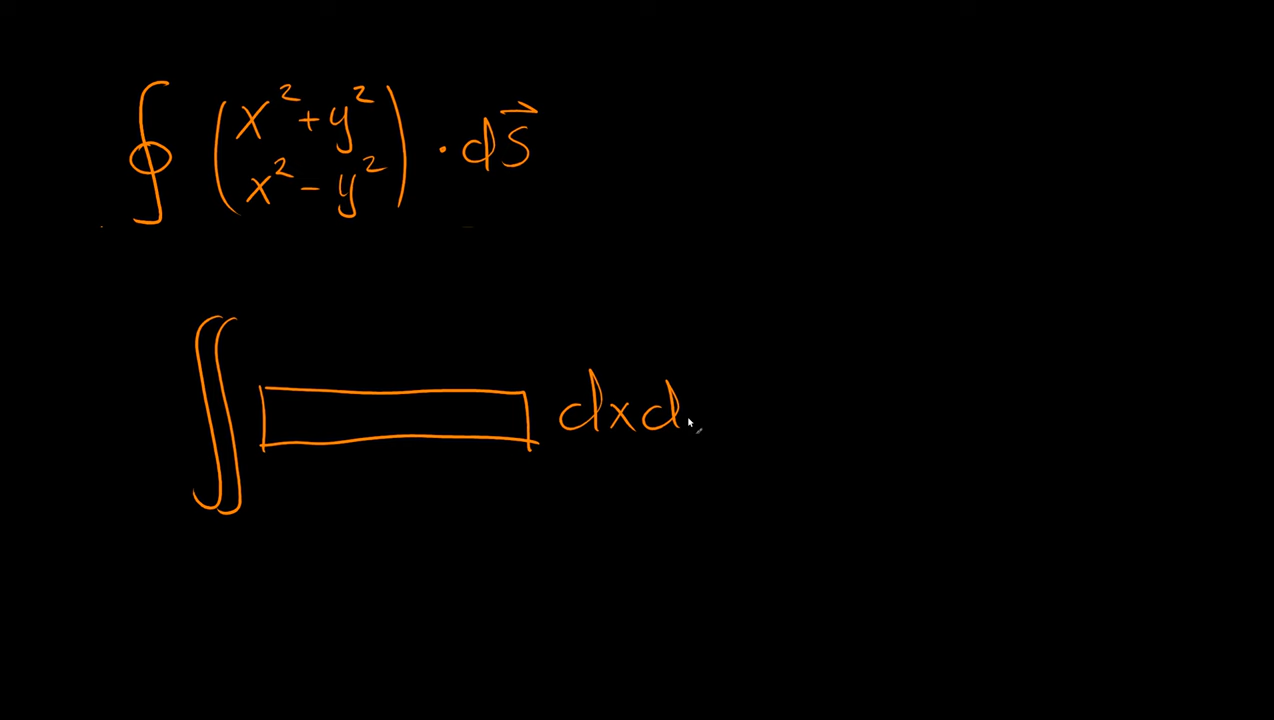 ∮ (x² + y²
x² − y²) · ds⃗
∬ dxd